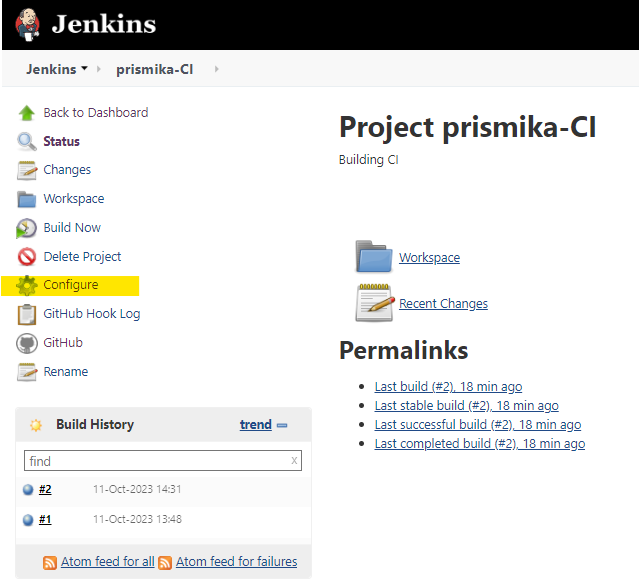 Jenkins
Jenkins prismika-CI
Back to Dashboard
Status
Changes
Workspace
Build Now
Delete Project
Configure
GitHub Hook Log
GitHub
Rename
Build History trend
find x
#2 11-Oct-2023 14:31
#1 11-Oct-2023 13:48
Atom feed for all Atom feed for failures
Project prismika-CI
Building CI
Workspace
Recent Changes
Permalinks
Last build (#2), 18 min ago
Last stable build (#2), 18 min ago
Last successful build (#2), 18 min ago
Last completed build (#2), 18 min ago